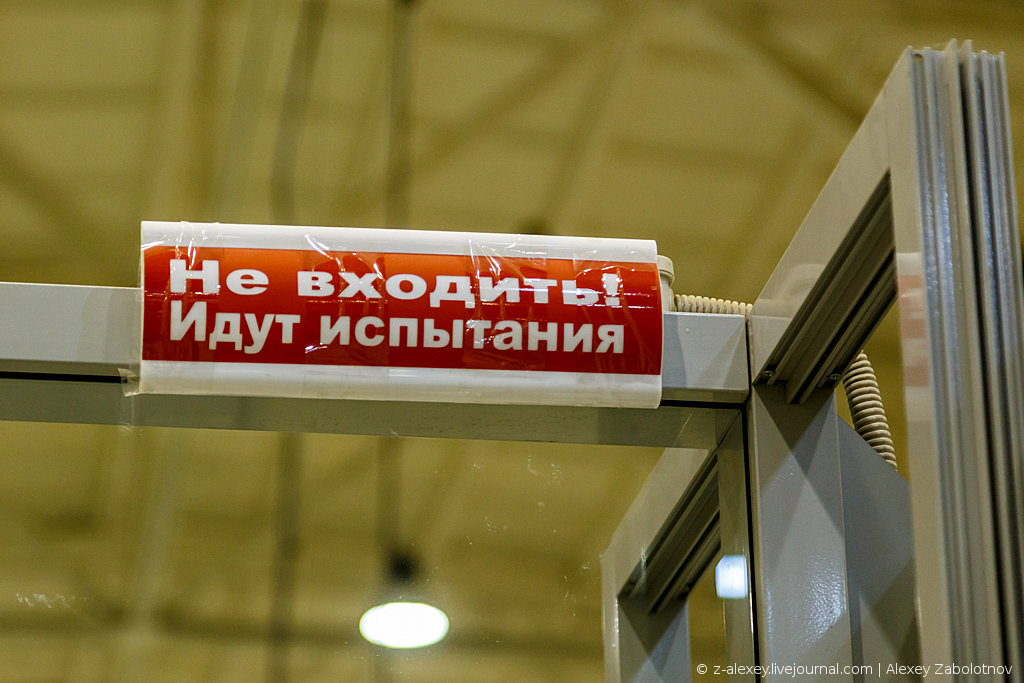 Не входить!
Идут испытания
© z-alexey.livejournal.com | Alexey Zabolotnov